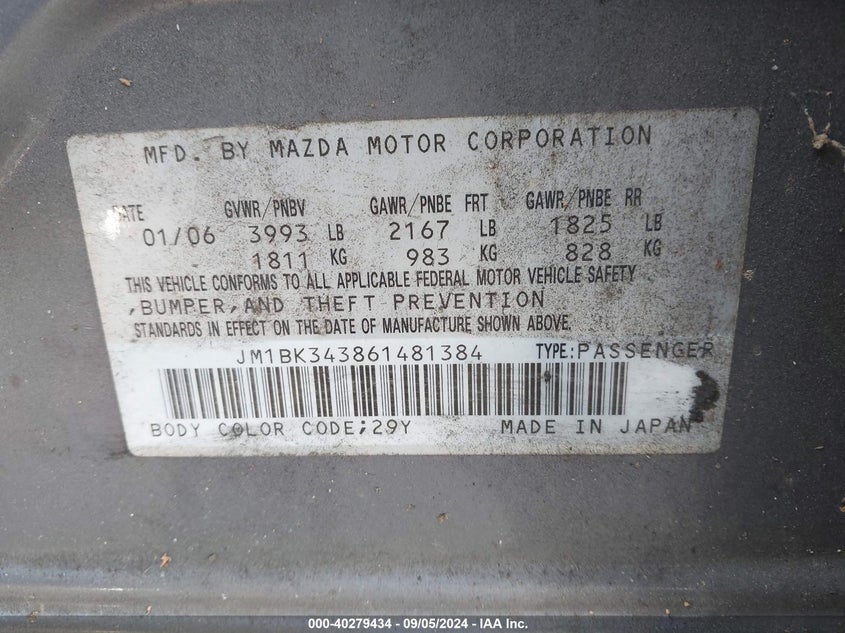 MFD. BY MAZDA MOTOR CORPORATION
DATE GVWR/PNBV GAWR/PNBE FRT GAWR/PNBE RR
01/06 3993 LB 2167 LB 1825 LB
1811 KG 983 KG 828 KG
THIS VEHICLE CONFORMS TO ALL APPLICABLE FEDERAL MOTOR VEHICLE SAFETY
,BUMPER,AND THEFT PREVENTION
STANDARDS IN EFFECT ON THE DATE OF MANUFACTURE SHOWN ABOVE.
JM1BK343861481384 TYPE:PASSENGER
BODY COLOR CODE;29Y MADE IN JAPAN
000-40279434 - 09/05/2024 - IAA Inc.